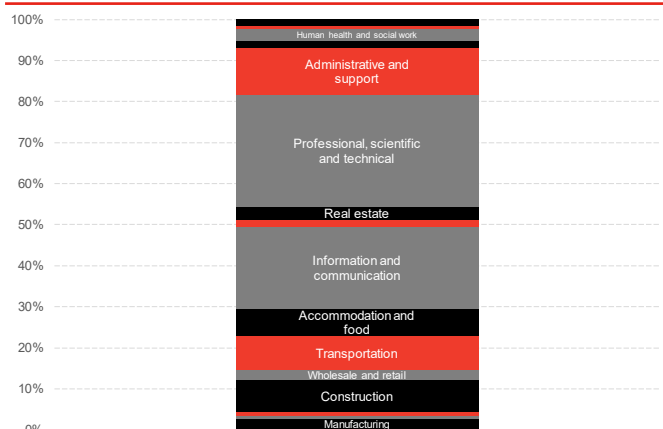 100%
Human health and social work
90%
Administrative and
support
80%
Professional, scientific
and technical
70%
60%
Real estate
50%
Information and
communication
40%
30%
Accommodation and
food
20%
Transportation
Wholesale and retail
10%
Construction
Manufacturing
0%